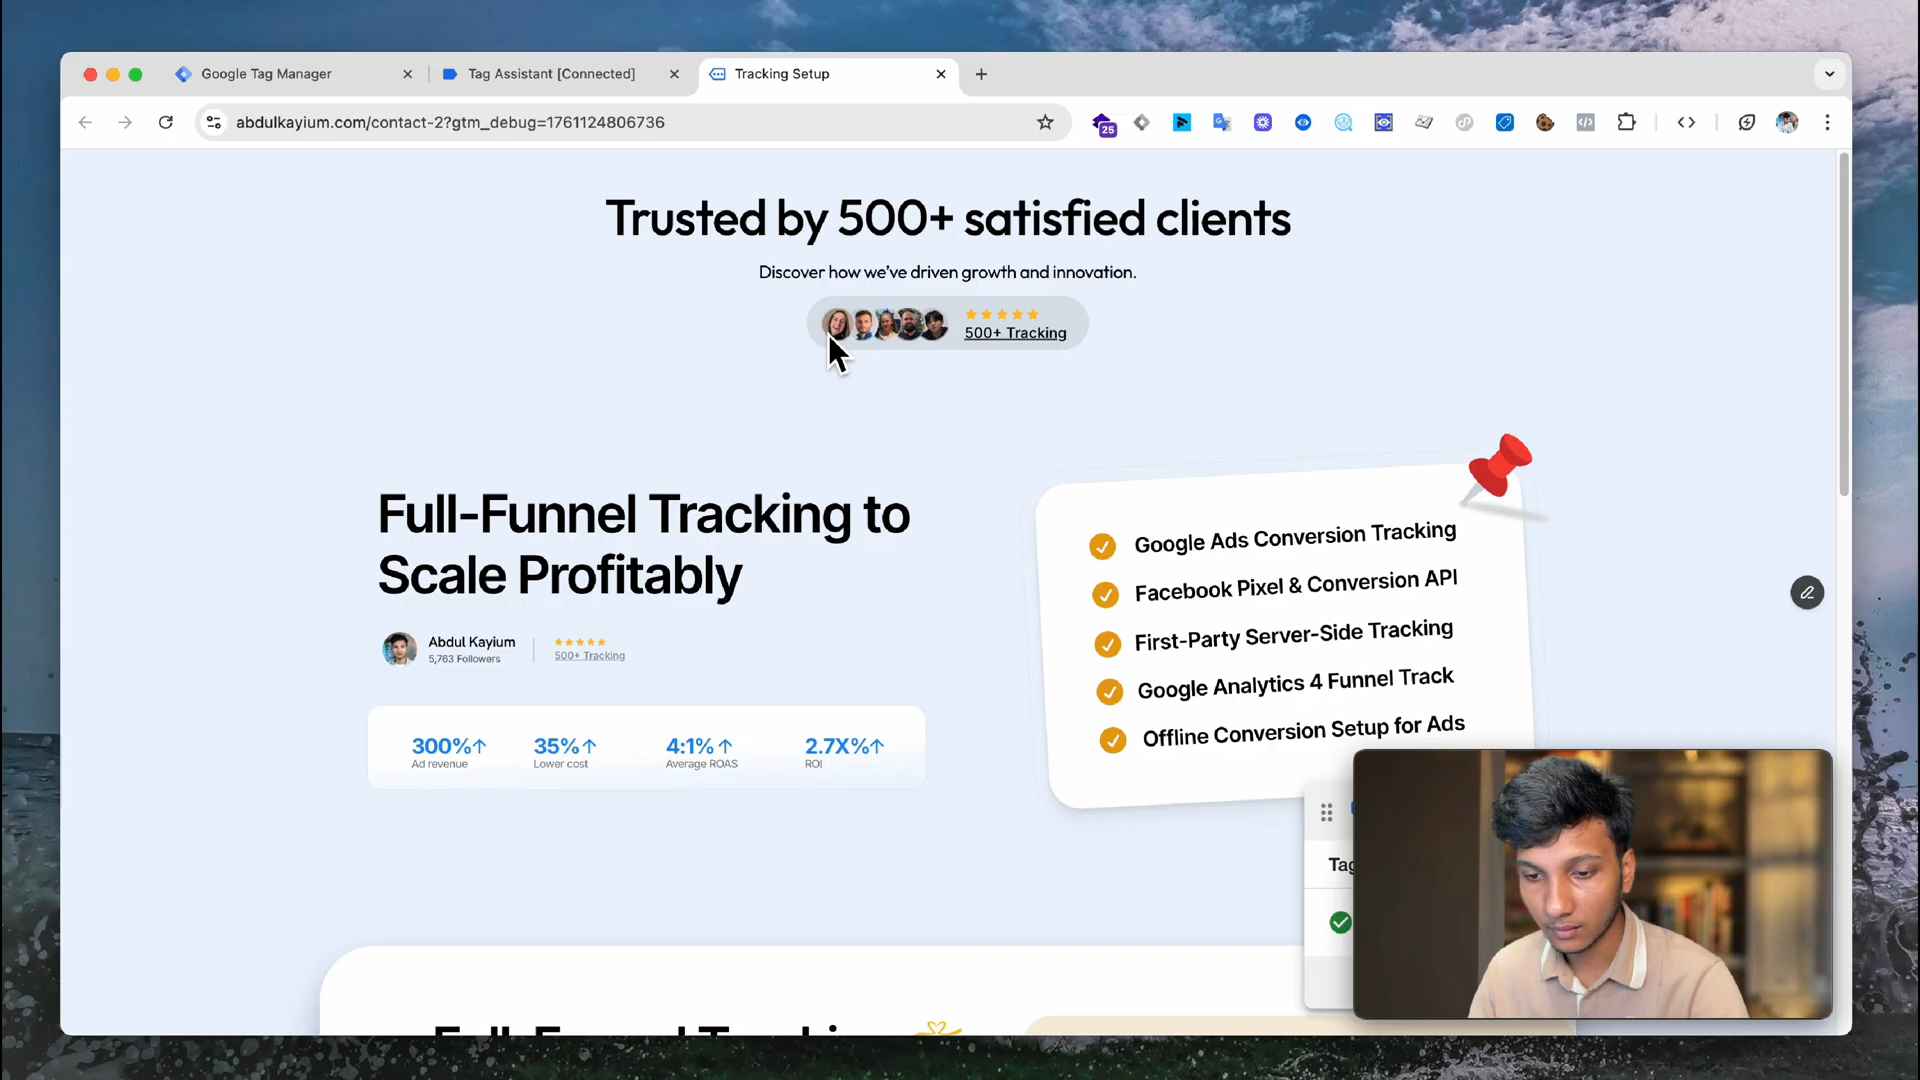 Google Tag Manager
Tag Assistant [Connected]
Tracking Setup
abdulkayium.com/contact-2?gtm_debug=1761124806736
25
Trusted by 500+ satisfied clients
Discover how we've driven growth and innovation.
500+ Tracking
Full-Funnel Tracking to
Scale Profitably
Abdul Kayium
5,763 Followers
500+ Tracking
300%↑
Ad revenue
35%↑
Lower cost
4:1%↑
Average ROAS
2.7X%↑
ROI
Google Ads Conversion Tracking
Facebook Pixel & Conversion API
First-Party Server-Side Tracking
Google Analytics 4 Funnel Track
Offline Conversion Setup for Ads
Tag